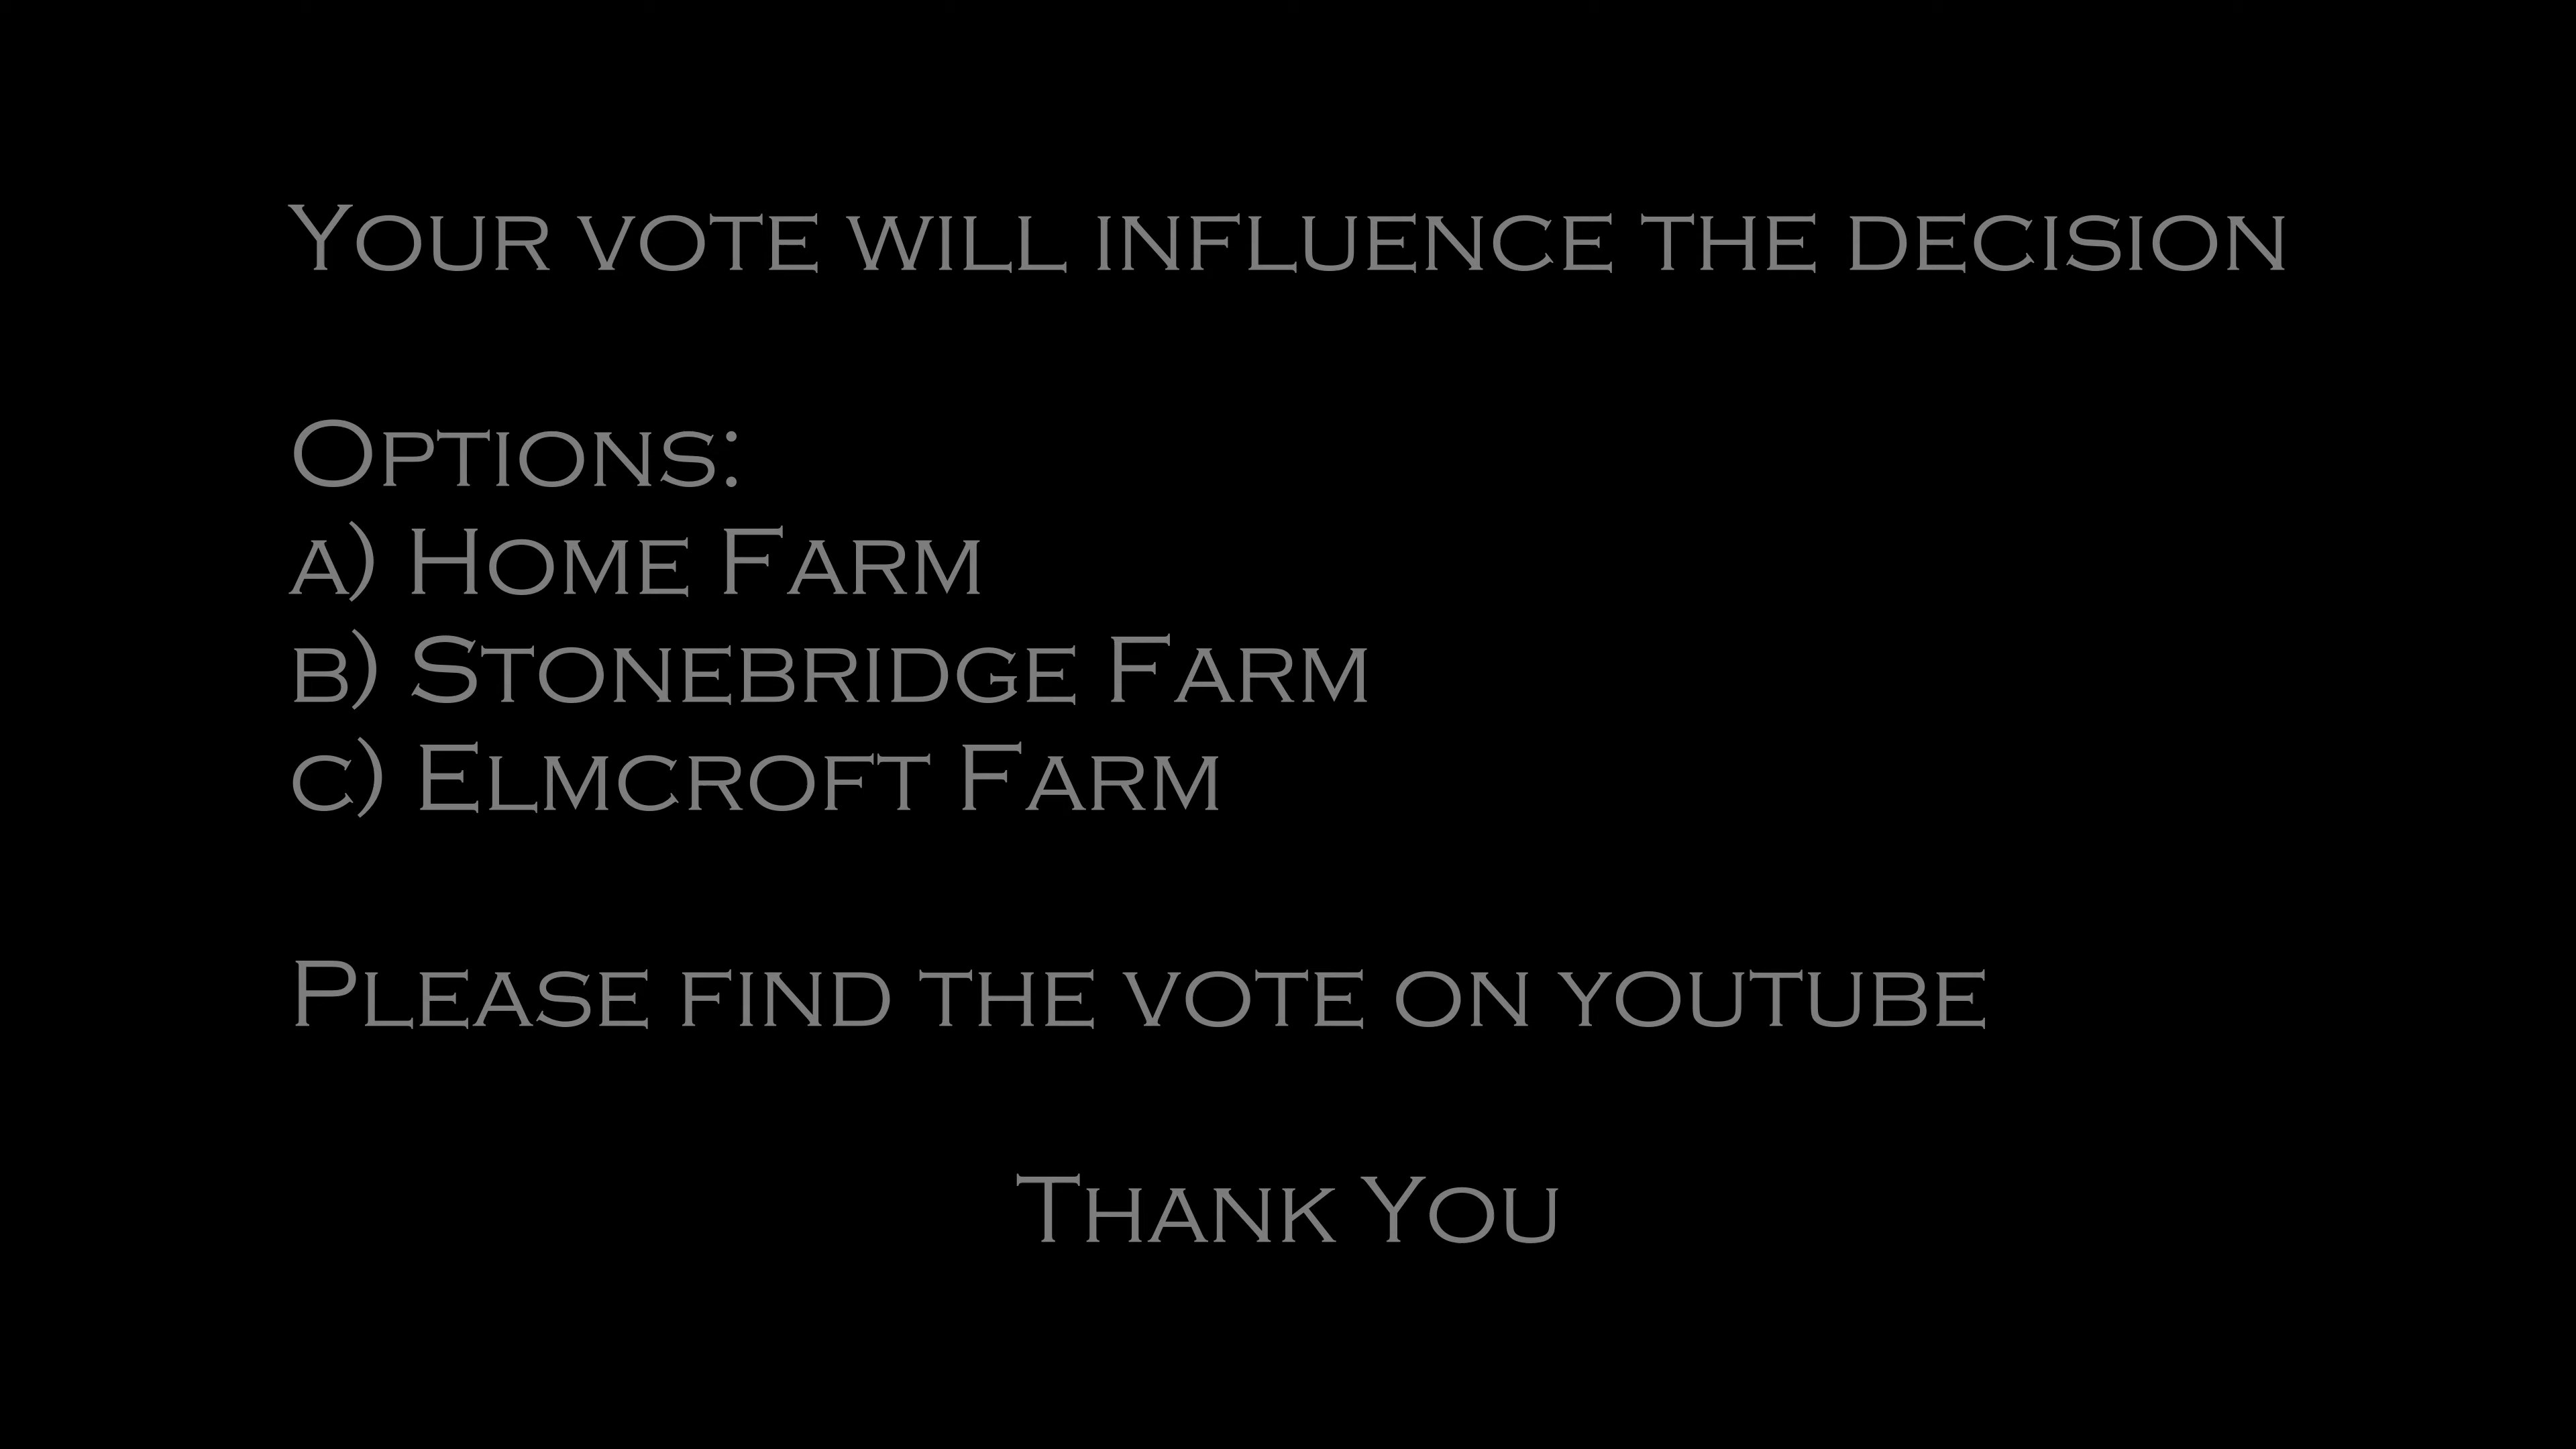 Your vote will influence the decision
Options:
a) Home Farm
b) Stonebridge Farm
c) Elmcroft Farm
Please find the vote on youtube
Thank You